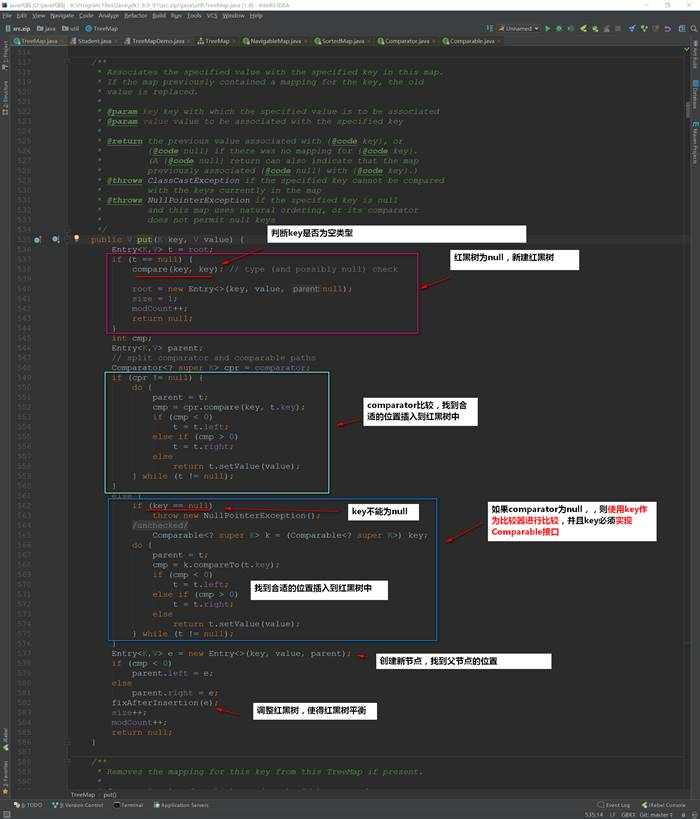 java代码 [D:\java代码] - X:\Program Files\Java\jdk1.8.0_91\src.zip!\java\util\TreeMap.java [1.8] - IntelliJ IDEA
File Edit View Navigate Code Analyze Refactor Build Run Tools VCS Window Help
src.zip java util TreeMap Unnamed
TreeMap.java Student.java TreeMapDemo.java TreeMap NavigableMap.java SortedMap.java Comparator.java Comparable.java
516
517 /**
518 * Associates the specified value with the specified key in this map.
519 * If the map previously contained a mapping for the key, the old
520 * value is replaced.
521 *
522 * @param key key with which the specified value is to be associated
523 * @param value value to be associated with the specified key
524 *
525 * @return the previous value associated with {@code key}, or
526 * {@code null} if there was no mapping for {@code key}.
527 * (A {@code null} return can also indicate that the map
528 * previously associated {@code null} with {@code key}.)
529 * @throws ClassCastException if the specified key cannot be compared
530 * with the keys currently in the map
531 * @throws NullPointerException if the specified key is null
532 * and this map uses natural ordering, or its comparator
533 * does not permit null keys
534 */
535 public V put(K key, V value) {
判断key是否为空类型
536 Entry<K,V> t = root;
537 if (t == null) {
538 compare(key, key); // type (and possibly null) check
红黑树为null，新建红黑树
539
540 root = new Entry<>(key, value, parent: null);
541 size = 1;
542 modCount++;
543 return null;
544 }
545 int cmp;
546 Entry<K,V> parent;
547 // split comparator and comparable paths
548 Comparator<? super K> cpr = comparator;
549 if (cpr != null) {
550 do {
551 parent = t;
552 cmp = cpr.compare(key, t.key);
553 if (cmp < 0)
554 t = t.left;
555 else if (cmp > 0)
556 t = t.right;
comparator比较，找到合
适的位置插入到红黑树中
557 else
558 return t.setValue(value);
559 } while (t != null);
560 }
561 else {
562 if (key == null)
563 throw new NullPointerException();
key不能为null
564 /unchecked/
565 Comparable<? super K> k = (Comparable<? super K>) key;
如果comparator为null，，则使用key作
为比较器进行比较，并且key必须实现
Comparable接口
566 do {
567 parent = t;
568 cmp = k.compareTo(t.key);
569 if (cmp < 0)
570 t = t.left;
571 else if (cmp > 0)
572 t = t.right;
找到合适的位置插入到红黑树中
573 else
574 return t.setValue(value);
575 } while (t != null);
576 }
577 Entry<K,V> e = new Entry<>(key, value, parent);
创建新节点，找到父节点的位置
578 if (cmp < 0)
579 parent.left = e;
580 else
581 parent.right = e;
582 fixAfterInsertion(e);
调整红黑树，使得红黑树平衡
583 size++;
584 modCount++;
585 return null;
586 }
587
588 /**
589 * Removes the mapping for this key from this TreeMap if present.
590 *
TreeMap put()
6: TODO 9: Version Control Terminal Application Servers Event Log JRebel Console
535:14 LF GBK Git: master
1: Project
Z: Structure
JRebel
2: Favorites
Ant Build
Database
Maven Projects